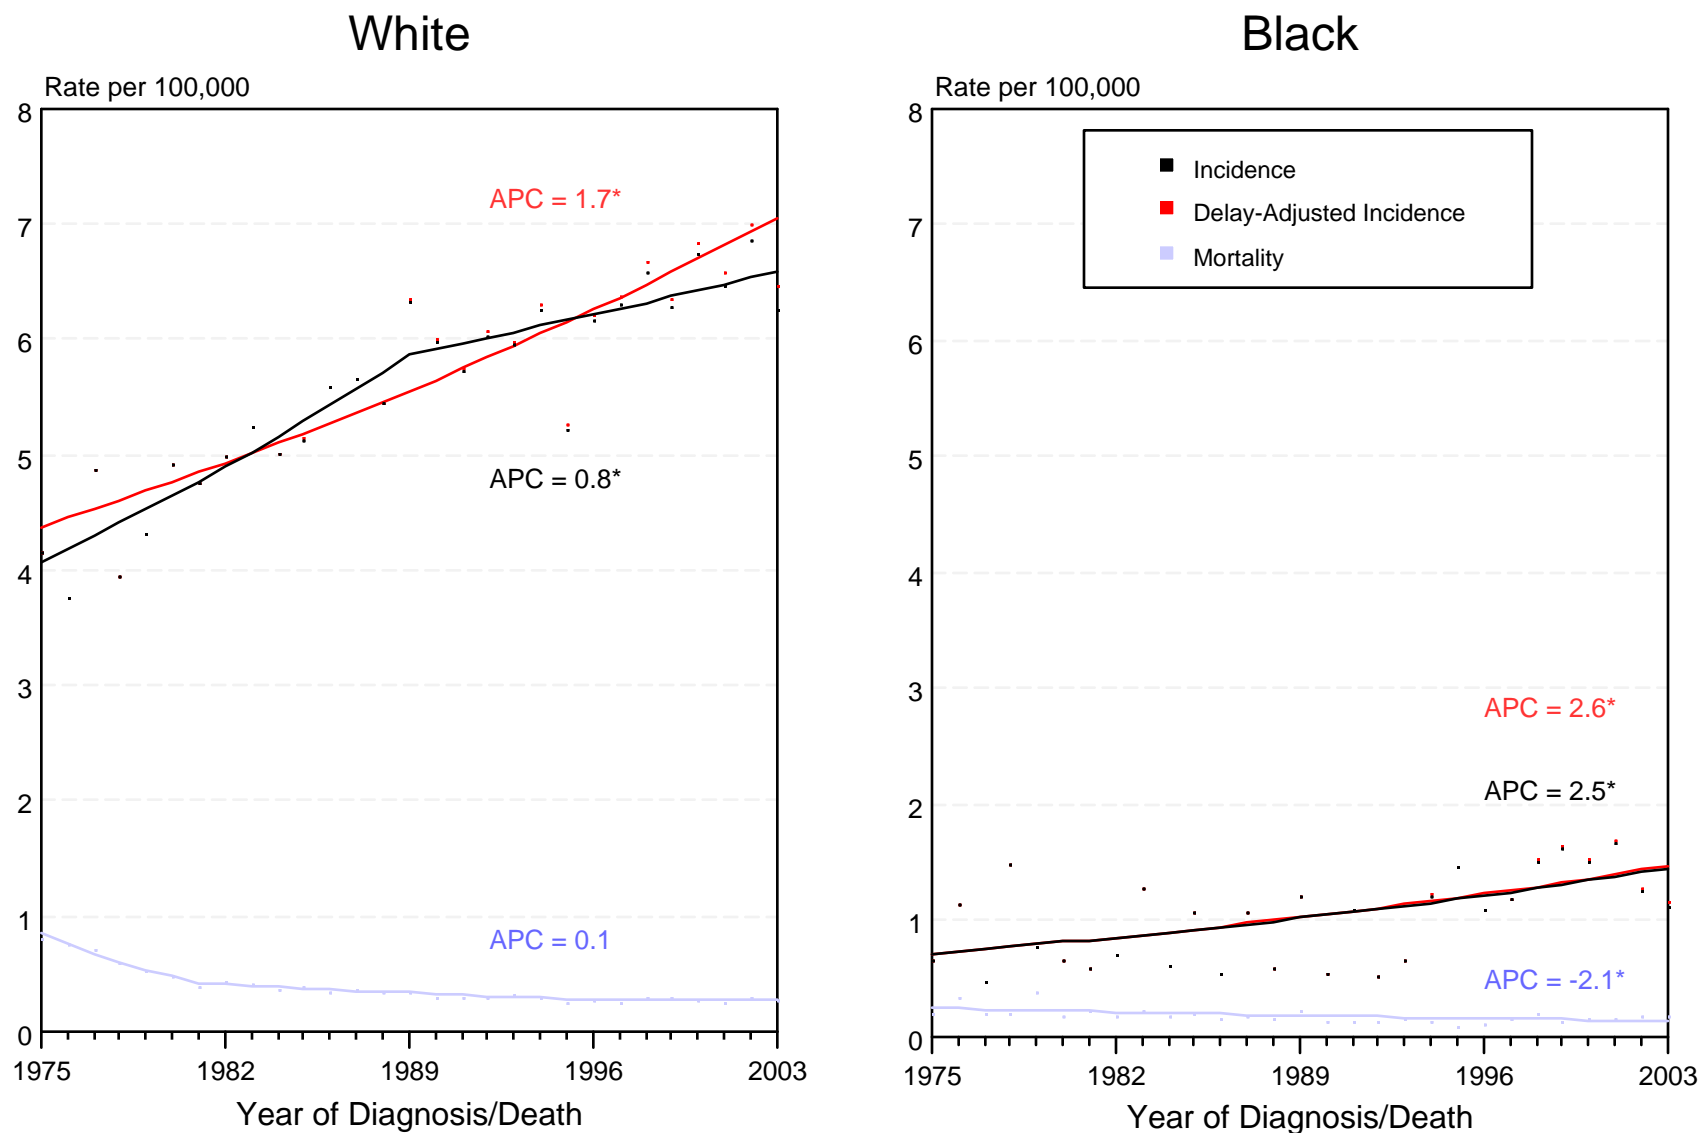 White
Rate per 100,000
8
7
6
5
4
3
2
1
0
APC = 1.7*
APC = 0.8*
APC = 0.1
1975 1982 1989 1996 2003
Year of Diagnosis/Death
Black
Rate per 100,000
8
7
6
5
4
3
2
1
0
Incidence
Delay-Adjusted Incidence
Mortality
APC = 2.6*
APC = 2.5*
APC = -2.1*
1975 1982 1989 1996 2003
Year of Diagnosis/Death